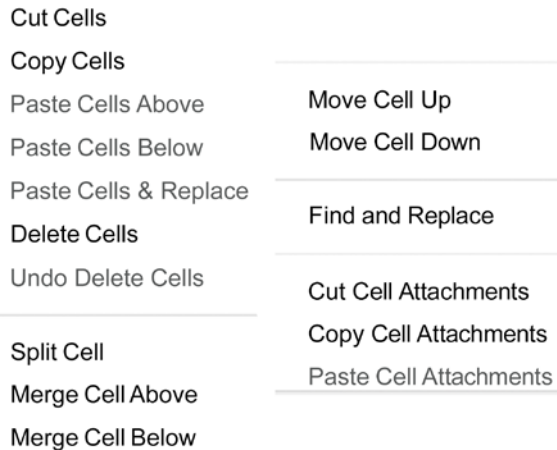 Cut Cells
Copy Cells
Paste Cells Above
Paste Cells Below
Paste Cells & Replace
Delete Cells
Undo Delete Cells
Split Cell
Merge Cell Above
Merge Cell Below
Move Cell Up
Move Cell Down
Find and Replace
Cut Cell Attachments
Copy Cell Attachments
Paste Cell Attachments